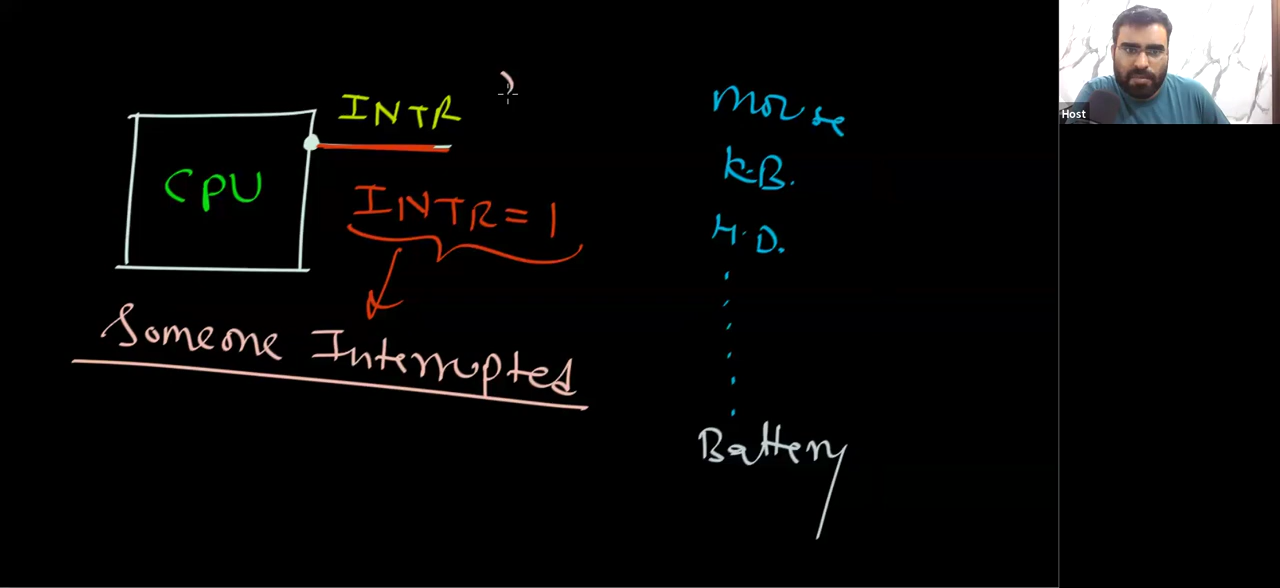 INTR
CPU
INTR = 1
Someone Interrupted
Mouse
K.B.
H.D.
Battery
Host